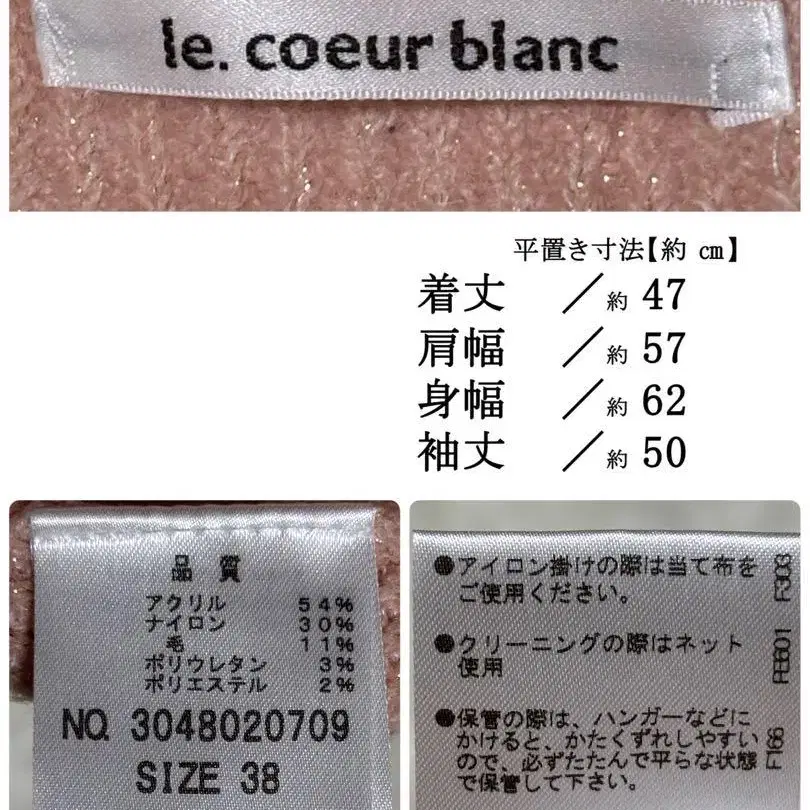 le. coeur blanc
平置き寸法【約 ㎝】
着丈 ／約 47
肩幅 ／約 57
身幅 ／約 62
袖丈 ／約 50
品質
アクリル 54%
ナイロン 30%
毛 11%
ポリウレタン 3%
ポリエステル 2%
NO. 3048020709
SIZE 38
●アイロン掛けの際は当て布を
ご使用ください。
F303
●クリーニングの際はネット
使用
FEB01
●保管の際は、ハンガーなどに
かけると、かたくずれしやすい
ので、必ずたたんで平らな状態
で保管して下さい。
F166